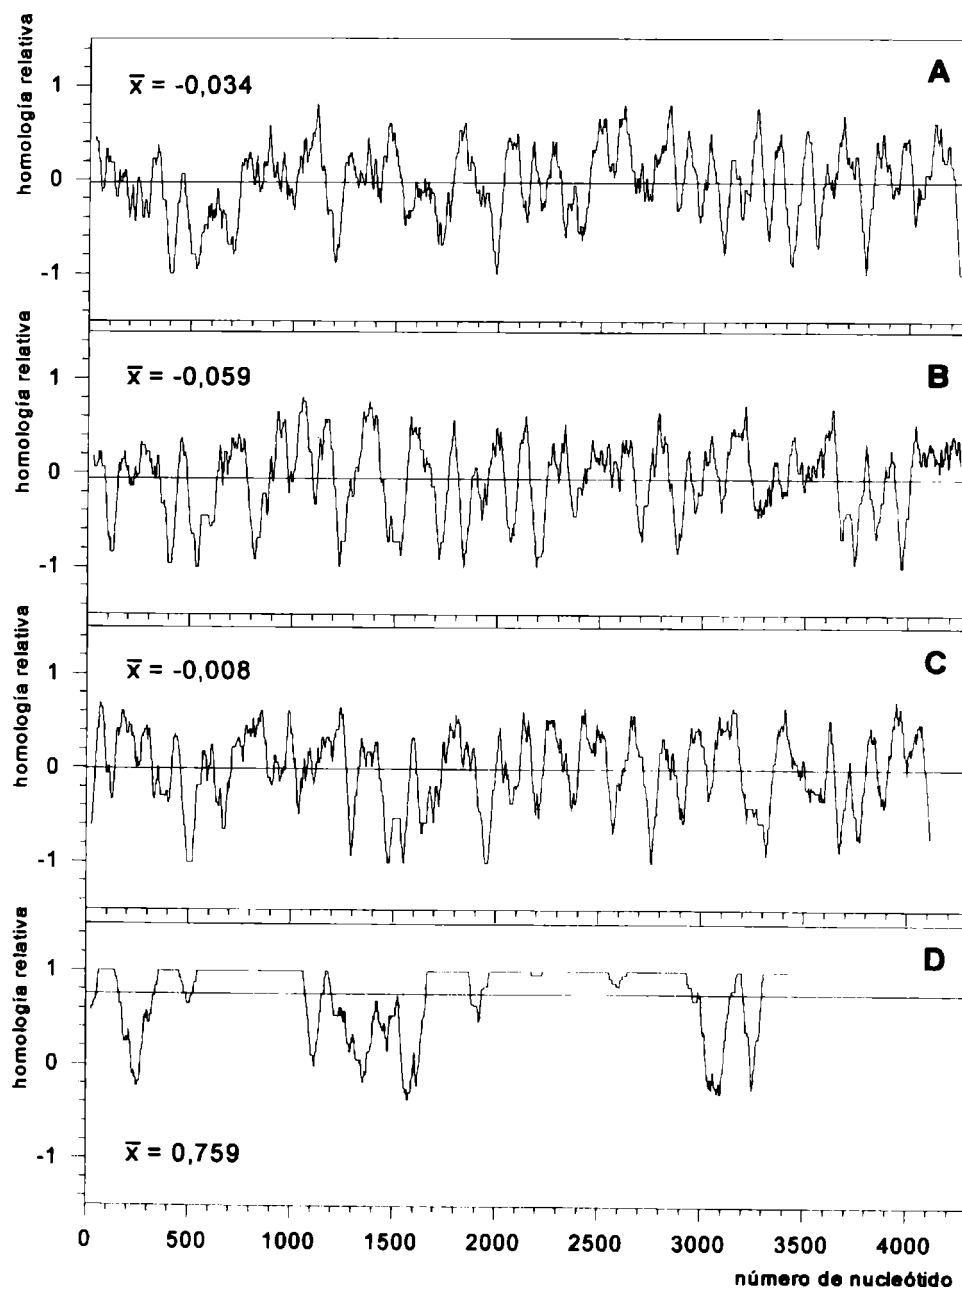 homología relativa
1
0
-1
x̅ = -0,034
A
homología relativa
1
0
-1
x̅ = -0,059
B
homología relativa
1
0
-1
x̅ = -0,008
C
homología relativa
1
0
-1
x̅ = 0,759
D
0 500 1000 1500 2000 2500 3000 3500 4000
número de nucleótido